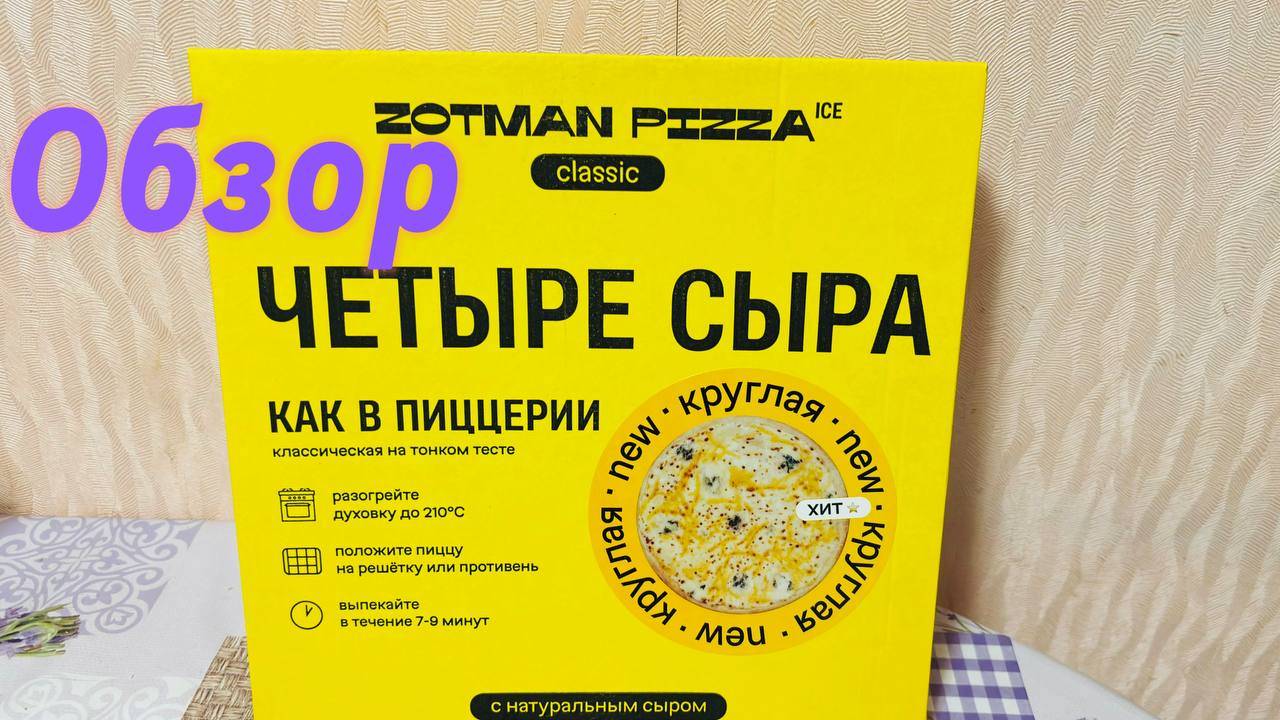 Обзор
ZOTMAN PIZZA ICE
classic
ЧЕТЫРЕ СЫРА
КАК В ПИЦЦЕРИИ
классическая на тонком тесте
разогрейте
духовку до 210°C
положите пиццу
на решётку или противень
выпекайте
в течение 7-9 минут
круглая · new · круглая · new · круглая · new ·
ХИТ
с натуральным сыром